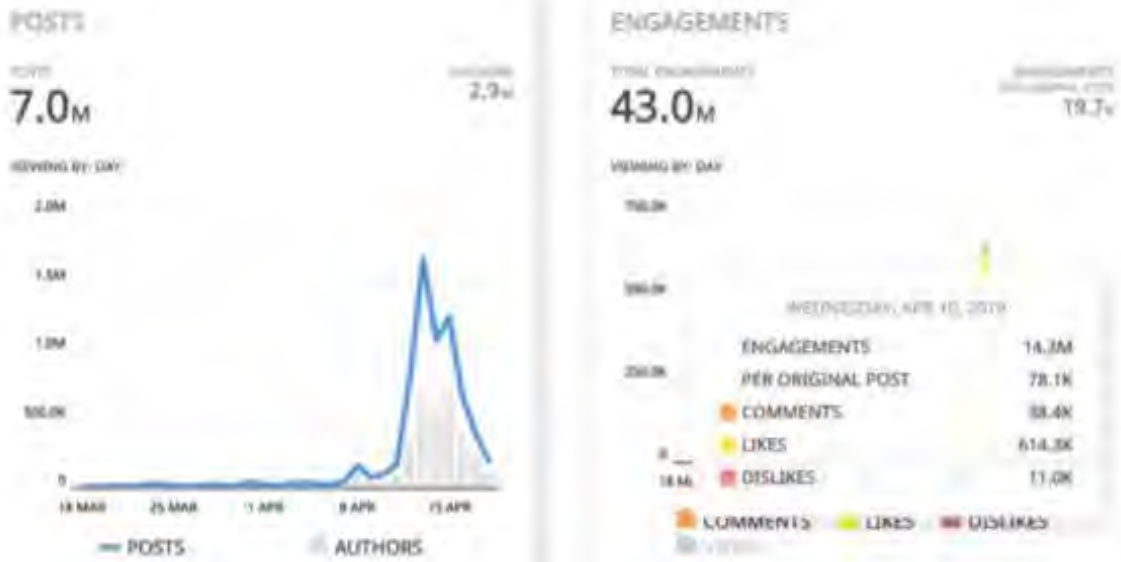 POSTS
POSTS
7.0M
AUTHORS
2.9M
VIEWING BY: DAY
2.0M
1.5M
1.0M
500.0K
0
18 MAR 25 MAR 1 APR 8 APR 15 APR
POSTS AUTHORS
ENGAGEMENTS
TOTAL ENGAGEMENTS
43.0M
ENGAGEMENTS
19.7K
VIEWING BY: DAY
750.0K
500.0K
250.0K
0
18 M
WEDNESDAY, APR 10, 2019
ENGAGEMENTS 14.3M
PER ORIGINAL POST 78.1K
COMMENTS 38.4K
LIKES 614.3K
DISLIKES 11.0K
COMMENTS LIKES DISLIKES